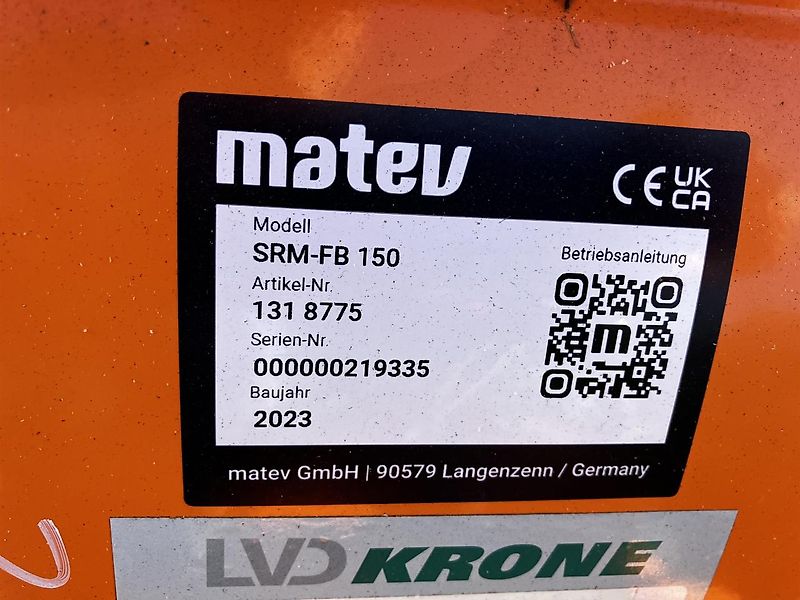 matev
CE UK
CA
Modell
SRM-FB 150
Artikel-Nr.
131 8775
Serien-Nr.
000000219335
Baujahr
2023
Betriebsanleitung
m
matev GmbH | 90579 Langenzenn / Germany
LVD KRONE